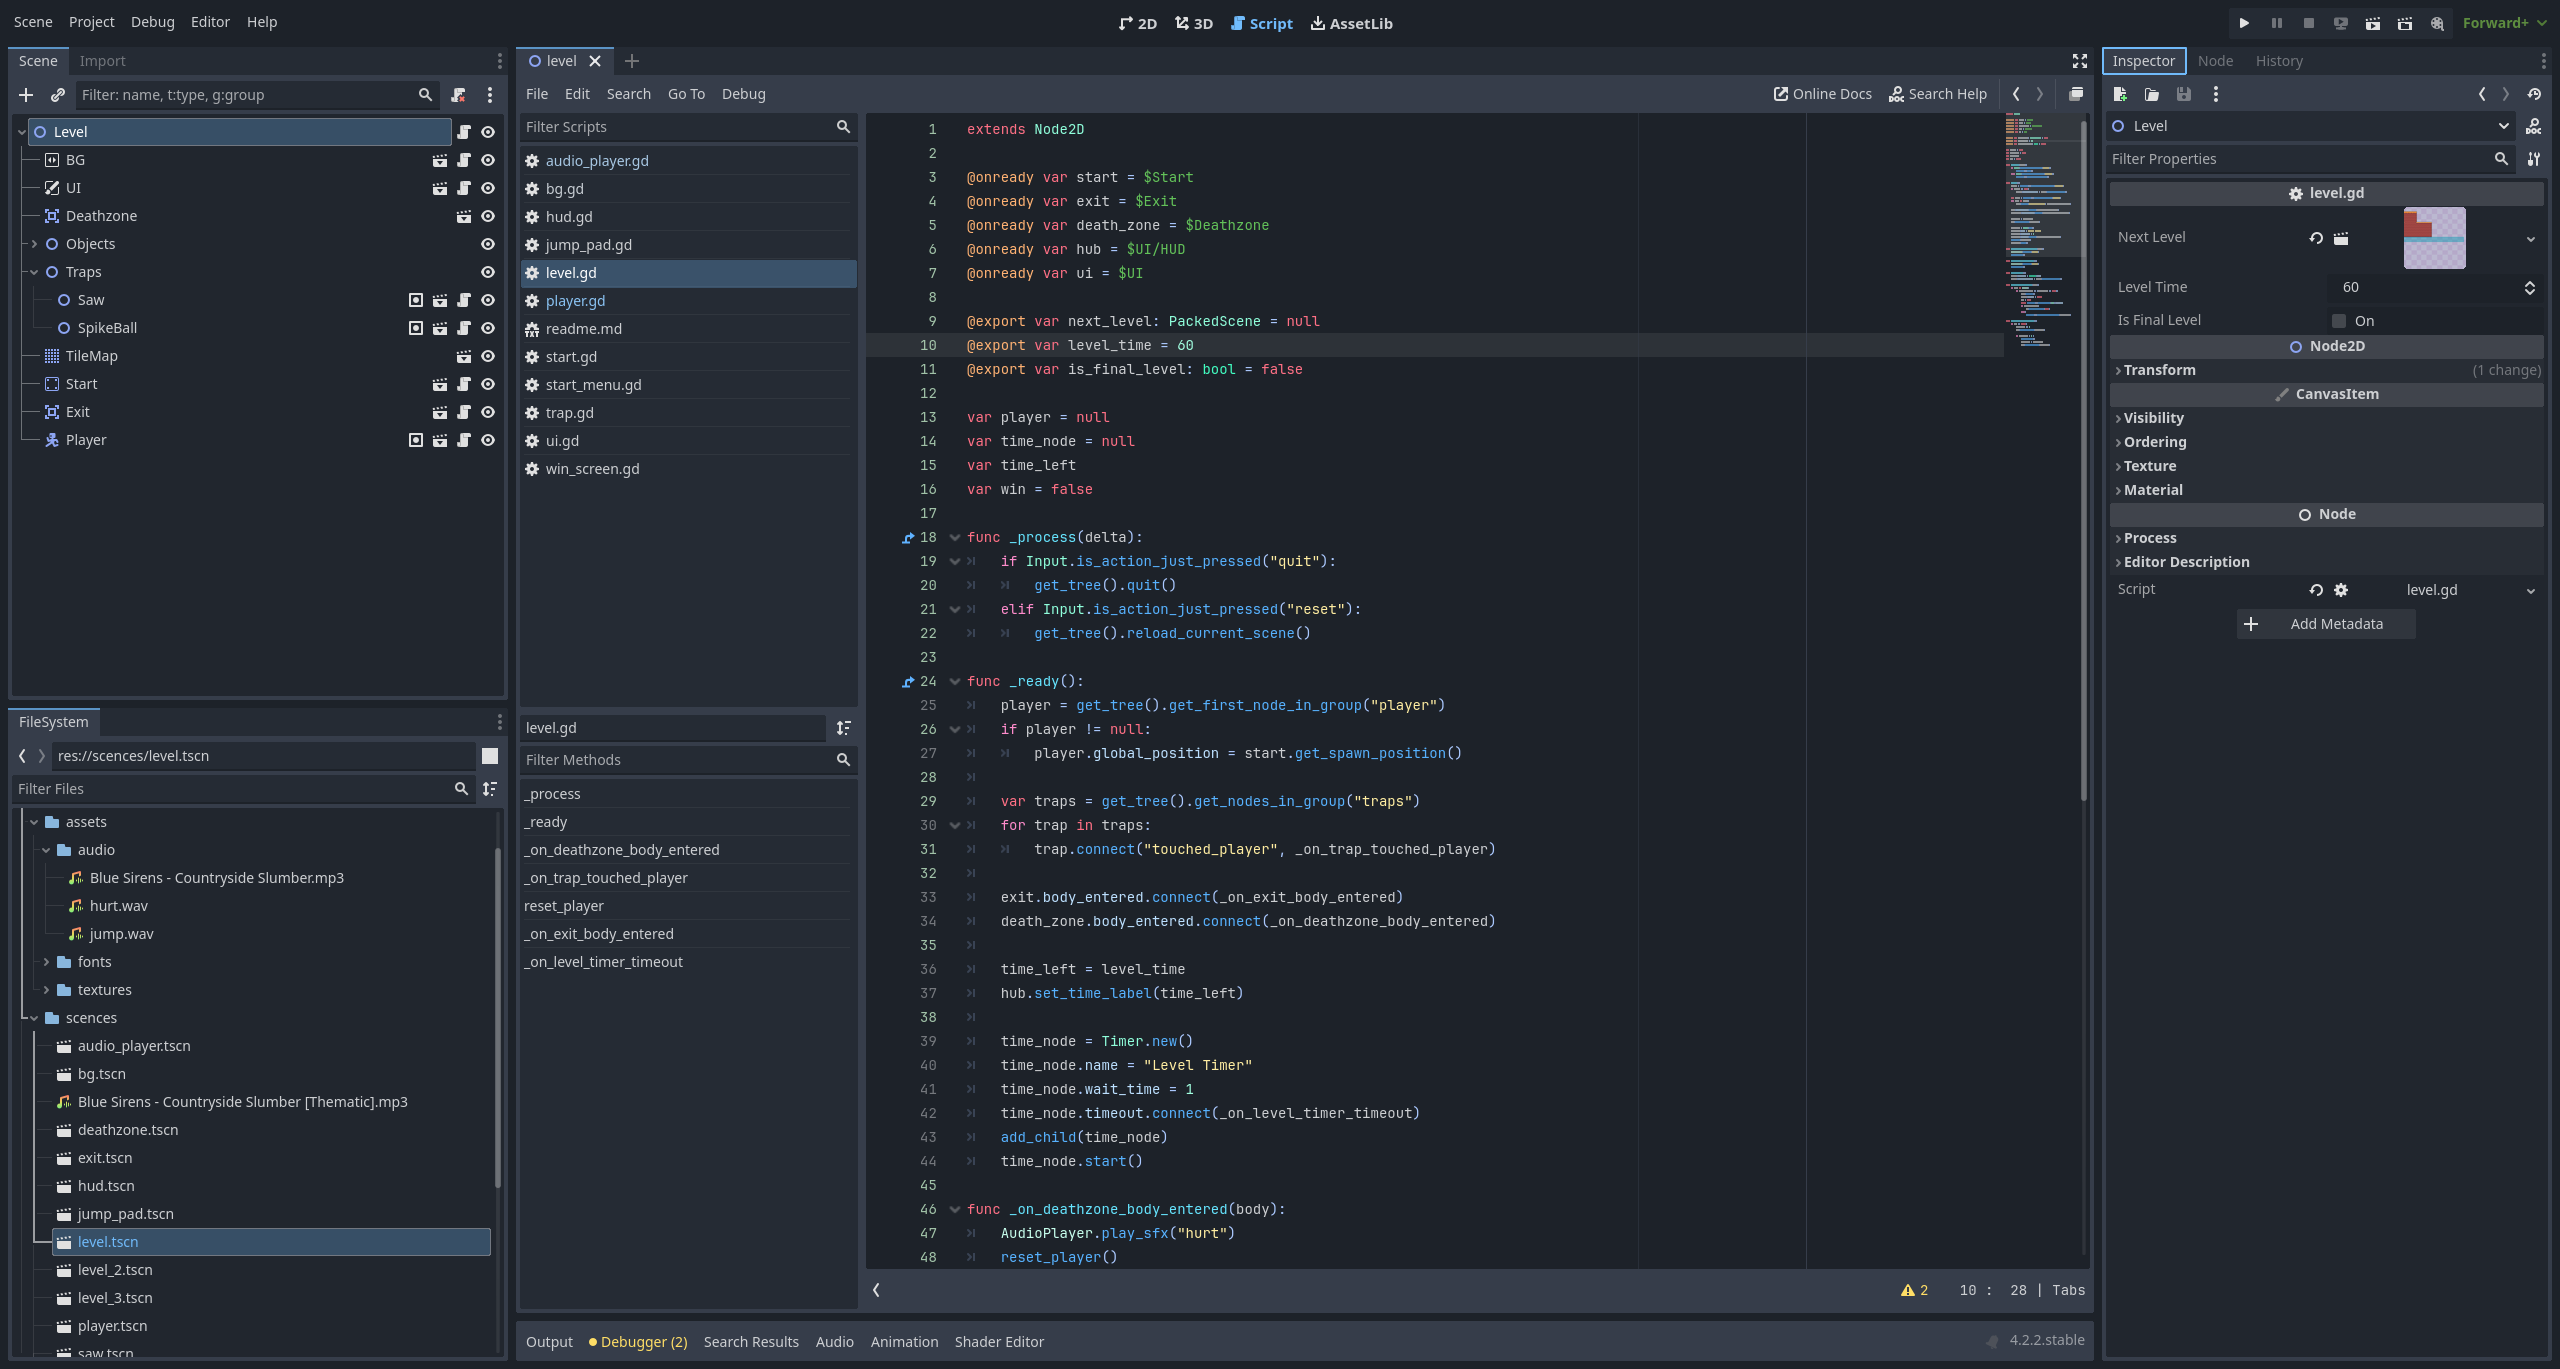 Scene Project Debug Editor Help
2D 3D Script AssetLib
Forward+
Scene Import
Filter: name, t:type, g:group
Level
BG
UI
Deathzone
Objects
Traps
Saw
SpikeBall
TileMap
Start
Exit
Player
FileSystem
res://scences/level.tscn
Filter Files
assets
audio
Blue Sirens - Countryside Slumber.mp3
hurt.wav
jump.wav
fonts
textures
scences
audio_player.tscn
bg.tscn
Blue Sirens - Countryside Slumber [Thematic].mp3
deathzone.tscn
exit.tscn
hud.tscn
jump_pad.tscn
level.tscn
level_2.tscn
level_3.tscn
player.tscn
saw.tscn
level
File Edit Search Go To Debug
Online Docs Search Help
Filter Scripts
audio_player.gd
bg.gd
hud.gd
jump_pad.gd
level.gd
player.gd
readme.md
start.gd
start_menu.gd
trap.gd
ui.gd
win_screen.gd
level.gd
Filter Methods
_process
_ready
_on_deathzone_body_entered
_on_trap_touched_player
reset_player
_on_exit_body_entered
_on_level_timer_timeout
1 extends Node2D
2
3 @onready var start = $Start
4 @onready var exit = $Exit
5 @onready var death_zone = $Deathzone
6 @onready var hub = $UI/HUD
7 @onready var ui = $UI
8
9 @export var next_level: PackedScene = null
10 @export var level_time = 60
11 @export var is_final_level: bool = false
12
13 var player = null
14 var time_node = null
15 var time_left
16 var win = false
17
18 func _process(delta):
19 if Input.is_action_just_pressed("quit"):
20 get_tree().quit()
21 elif Input.is_action_just_pressed("reset"):
22 get_tree().reload_current_scene()
23
24 func _ready():
25 player = get_tree().get_first_node_in_group("player")
26 if player != null:
27 player.global_position = start.get_spawn_position()
28
29 var traps = get_tree().get_nodes_in_group("traps")
30 for trap in traps:
31 trap.connect("touched_player", _on_trap_touched_player)
32
33 exit.body_entered.connect(_on_exit_body_entered)
34 death_zone.body_entered.connect(_on_deathzone_body_entered)
35
36 time_left = level_time
37 hub.set_time_label(time_left)
38
39 time_node = Timer.new()
40 time_node.name = "Level Timer"
41 time_node.wait_time = 1
42 time_node.timeout.connect(_on_level_timer_timeout)
43 add_child(time_node)
44 time_node.start()
45
46 func _on_deathzone_body_entered(body):
47 AudioPlayer.play_sfx("hurt")
48 reset_player()
2 10 : 28 | Tabs
Output Debugger (2) Search Results Audio Animation Shader Editor
4.2.2.stable
Inspector Node History
Level
Filter Properties
level.gd
Next Level
Level Time 60
Is Final Level On
Node2D
Transform (1 change)
CanvasItem
Visibility
Ordering
Texture
Material
Node
Process
Editor Description
Script level.gd
Add Metadata